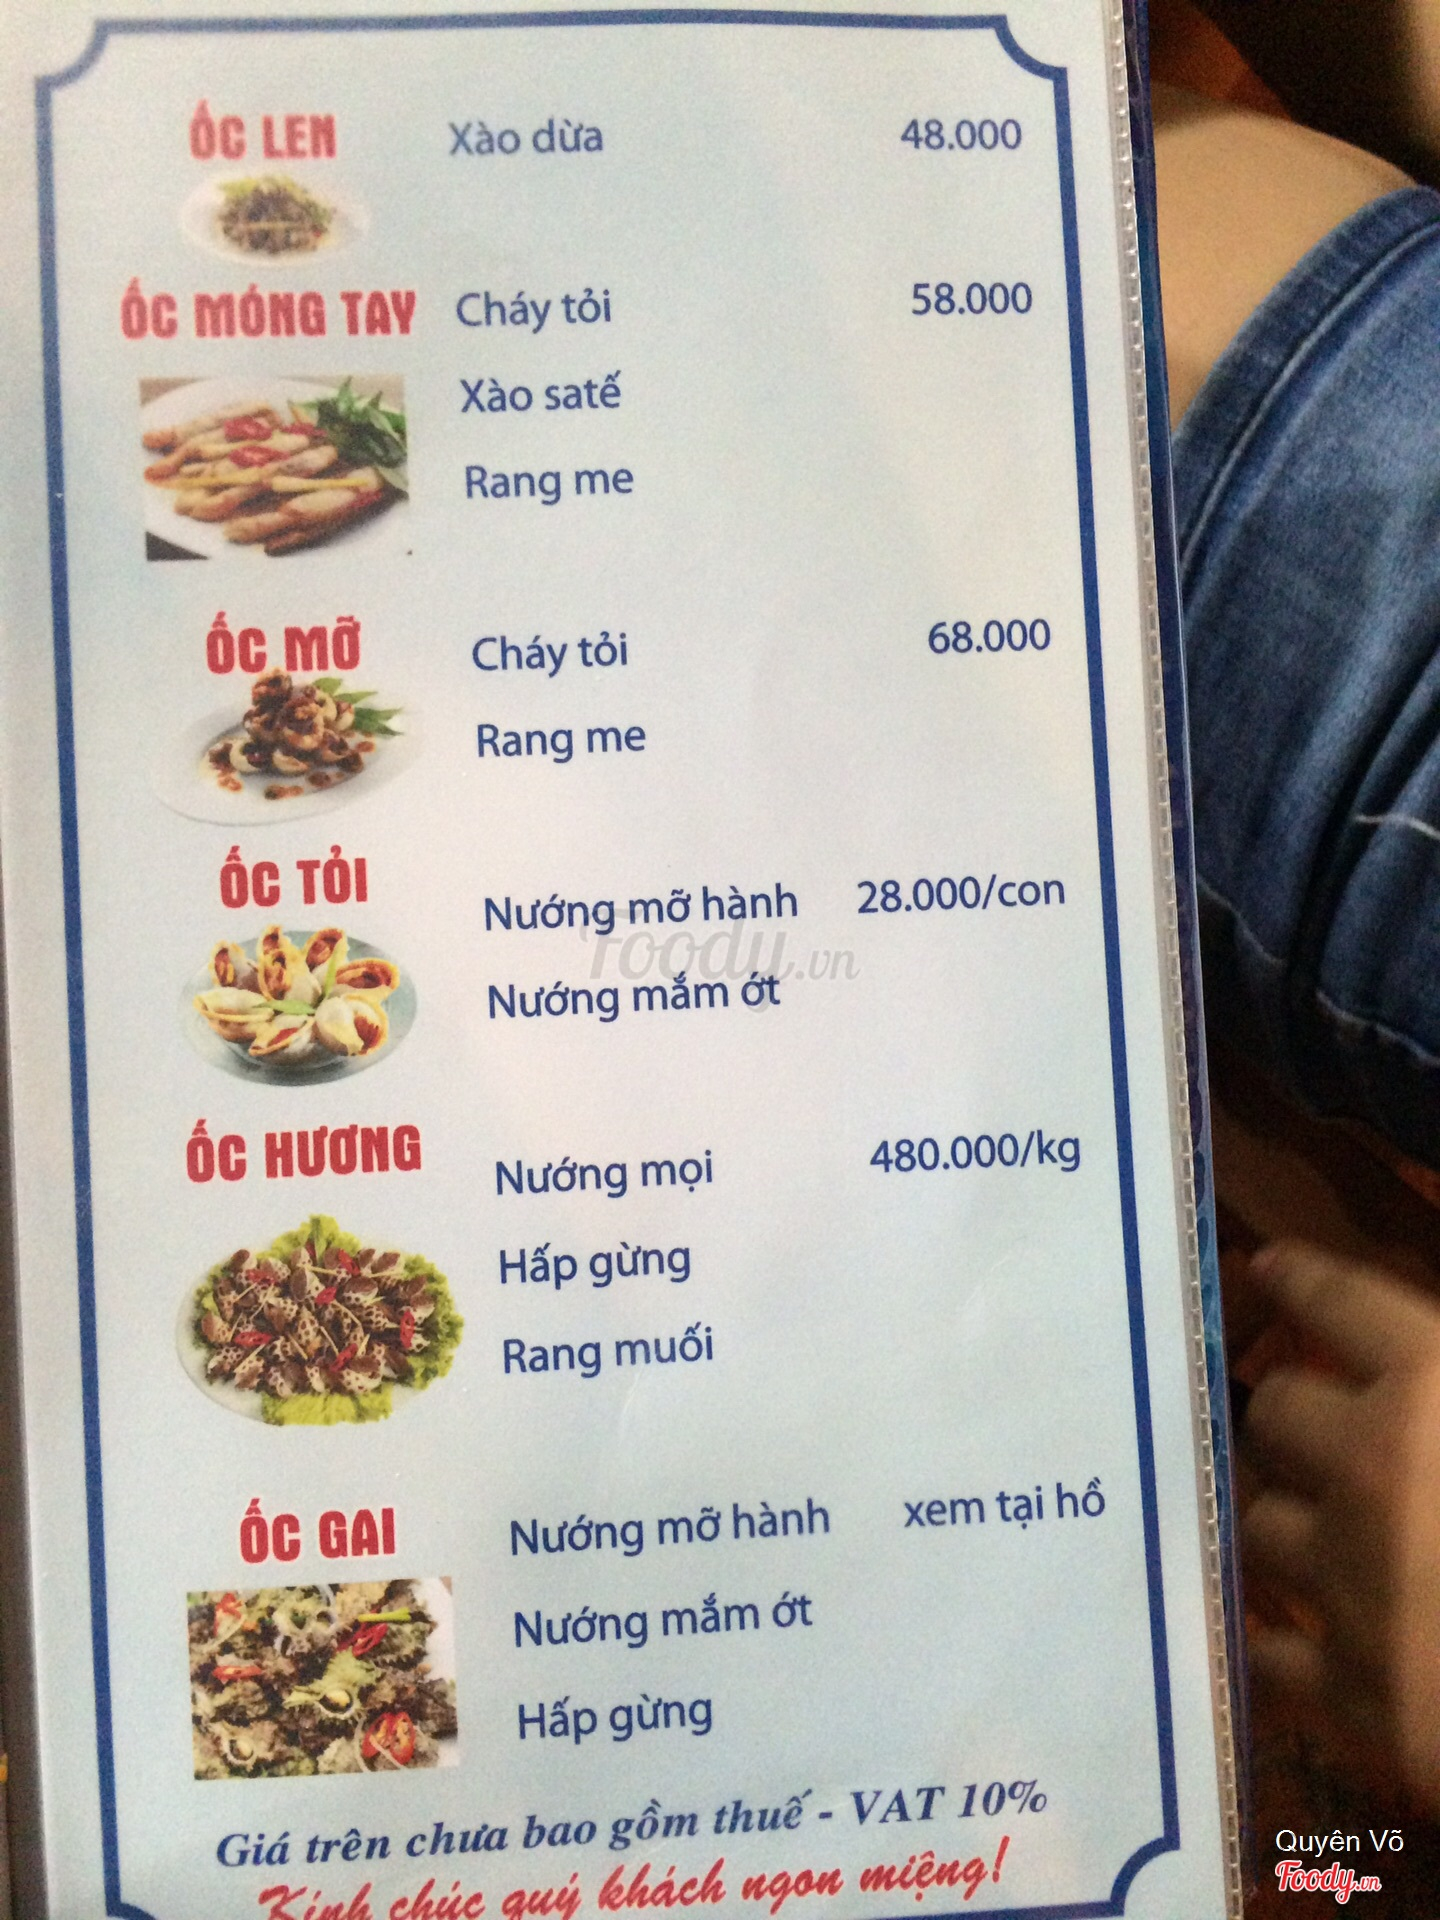 ỐC LEN Xào dừa 48.000
ỐC MÓNG TAY Cháy tỏi 58.000
Xào satế
Rang me
ỐC MỠ Cháy tỏi 68.000
Rang me
ỐC TỎI
Nướng mỡ hành 28.000/con
Foody.vn
Nướng mắm ớt
ỐC HƯƠNG Nướng mọi 480.000/kg
Hấp gừng
Rang muối
ỐC GAI Nướng mỡ hành xem tại hồ
Nướng mắm ớt
Hấp gừng
Giá trên chưa bao gồm thuế - VAT 10%
Kính chúc quý khách ngon miệng!
Quyên Võ
Foody.vn